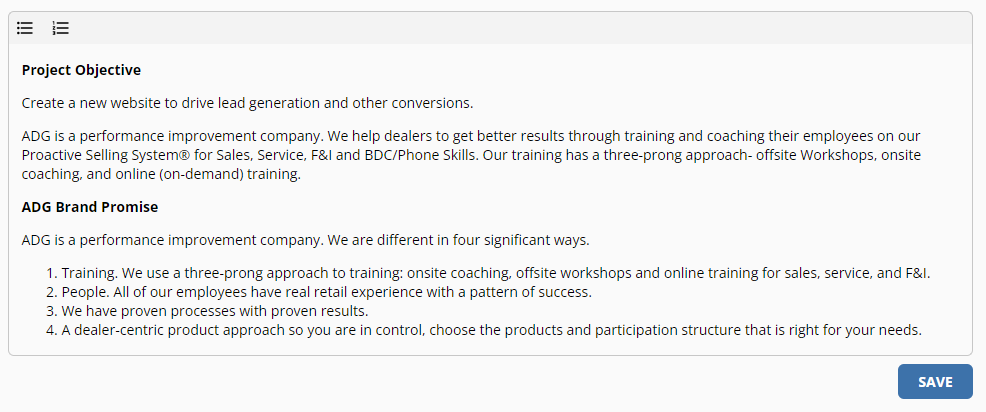 Project Objective
Create a new website to drive lead generation and other conversions.
ADG is a performance improvement company. We help dealers to get better results through training and coaching their employees on our
Proactive Selling System® for Sales, Service, F&I and BDC/Phone Skills. Our training has a three-prong approach- offsite Workshops, onsite
coaching, and online (on-demand) training.
ADG Brand Promise
ADG is a performance improvement company. We are different in four significant ways.
1. Training. We use a three-prong approach to training: onsite coaching, offsite workshops and online training for sales, service, and F&I.
2. People. All of our employees have real retail experience with a pattern of success.
3. We have proven processes with proven results.
4. A dealer-centric product approach so you are in control, choose the products and participation structure that is right for your needs.
SAVE